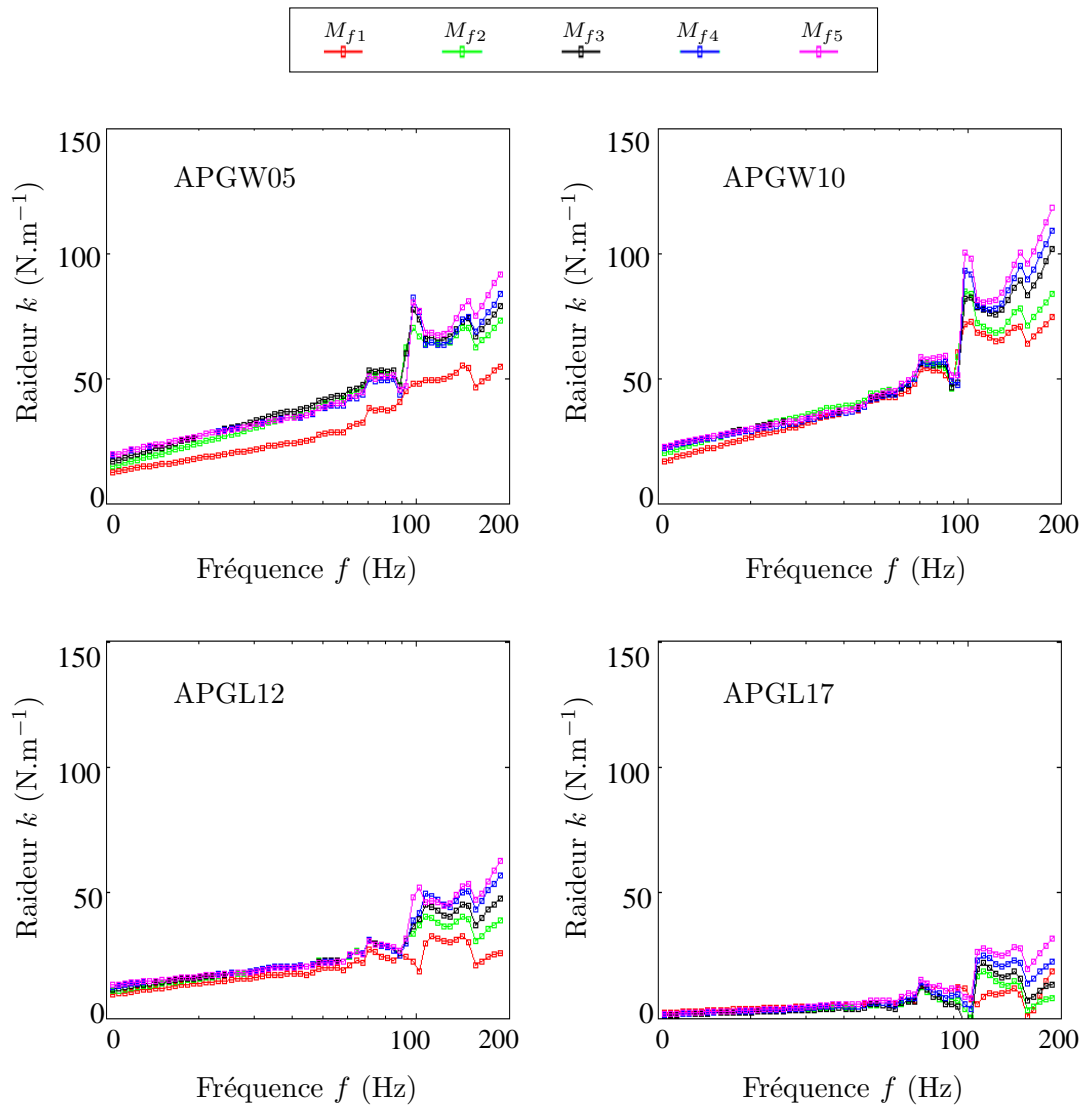 M_{f1} M_{f2} M_{f3} M_{f4} M_{f5}
150
100
50
0
APGW05
Raideur k (N.m⁻¹)
0 100 200
Fréquence f (Hz)
150
100
50
0
APGW10
Raideur k (N.m⁻¹)
0 100 200
Fréquence f (Hz)
150
100
50
0
APGL12
Raideur k (N.m⁻¹)
0 100 200
Fréquence f (Hz)
150
100
50
0
APGL17
Raideur k (N.m⁻¹)
0 100 200
Fréquence f (Hz)